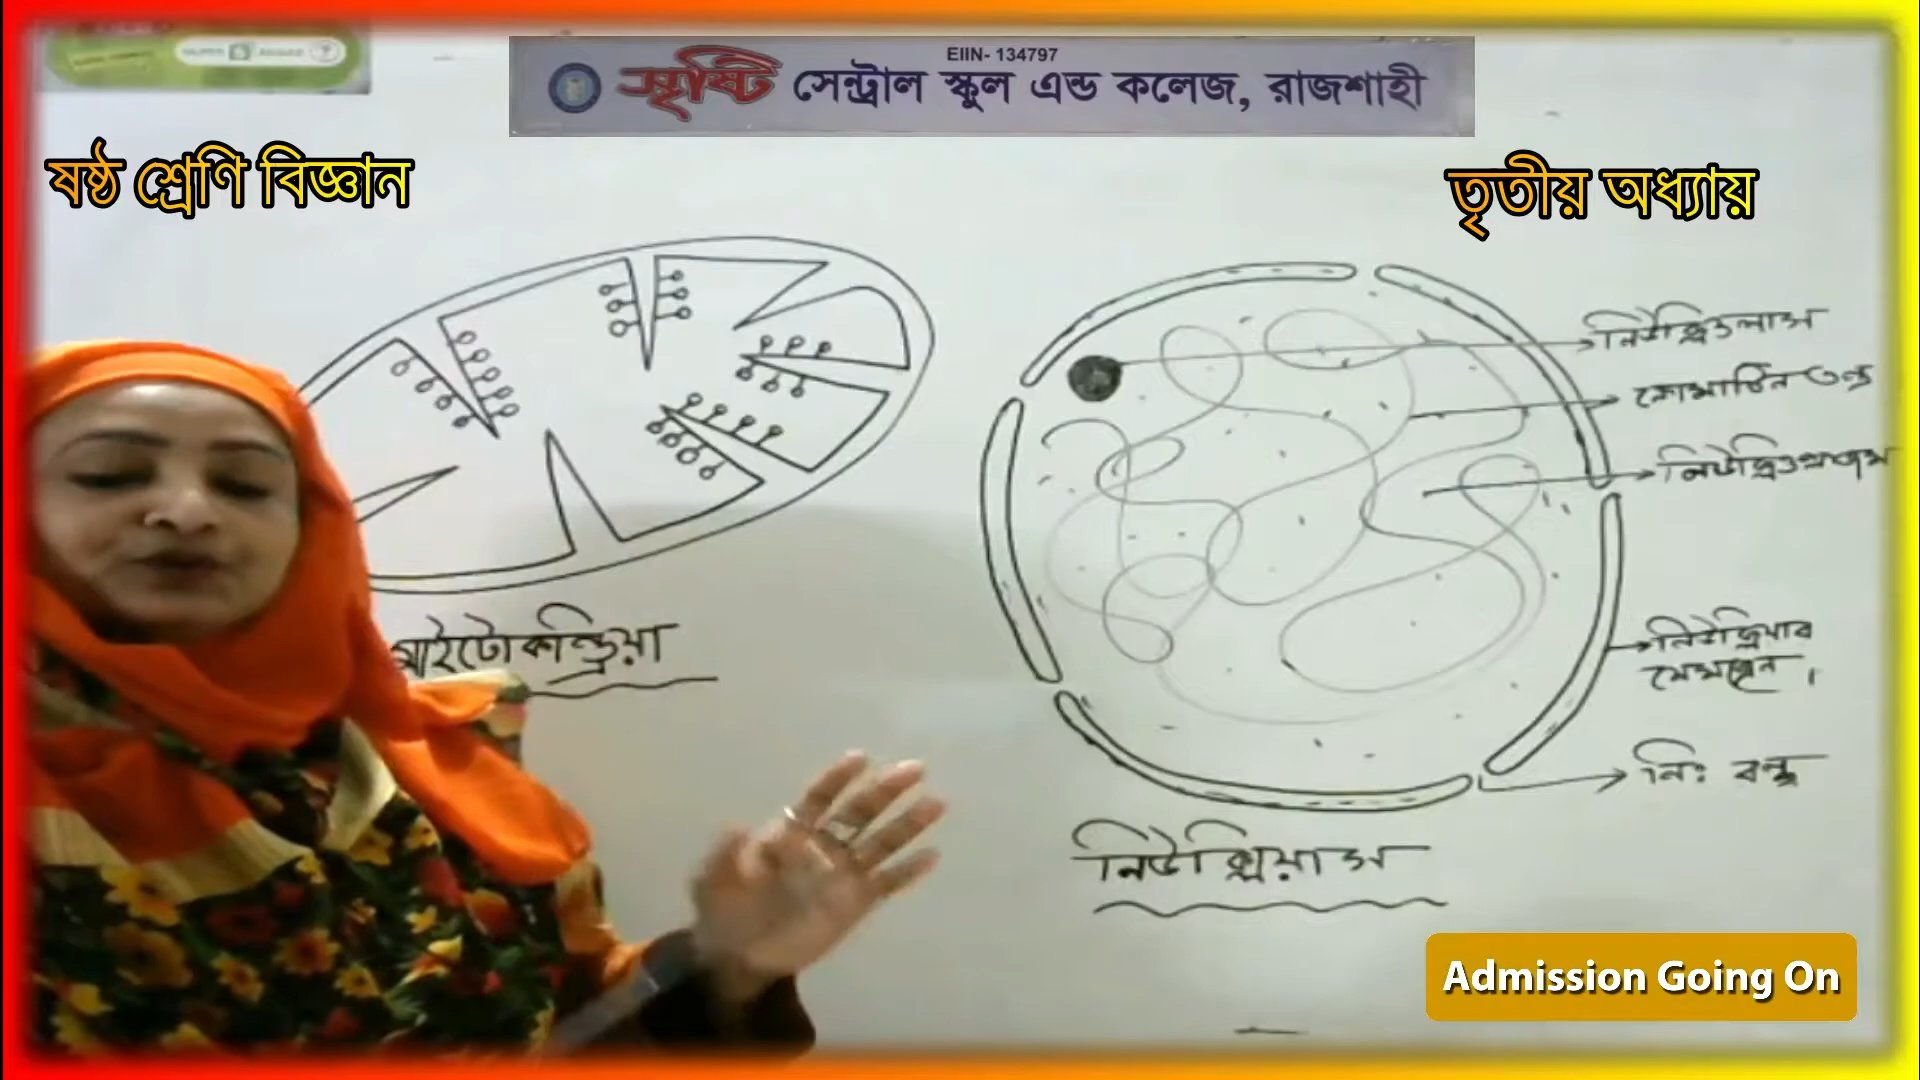 EIIN- 134797
সৃষ্টি সেন্ট্রাল স্কুল এন্ড কলেজ, রাজশাহী
ষষ্ঠ শ্রেণি বিজ্ঞান
তৃতীয় অধ্যায়
নিউক্লিওলাস
ক্রোমাটিন তন্তু
নিউক্লিওপ্লাজম
মাইটোকন্ড্রিয়া
নিউক্লিয়ার
মেমব্রেন।
নিঃ রন্ধ্র
নিউক্লিয়াস
Admission Going On